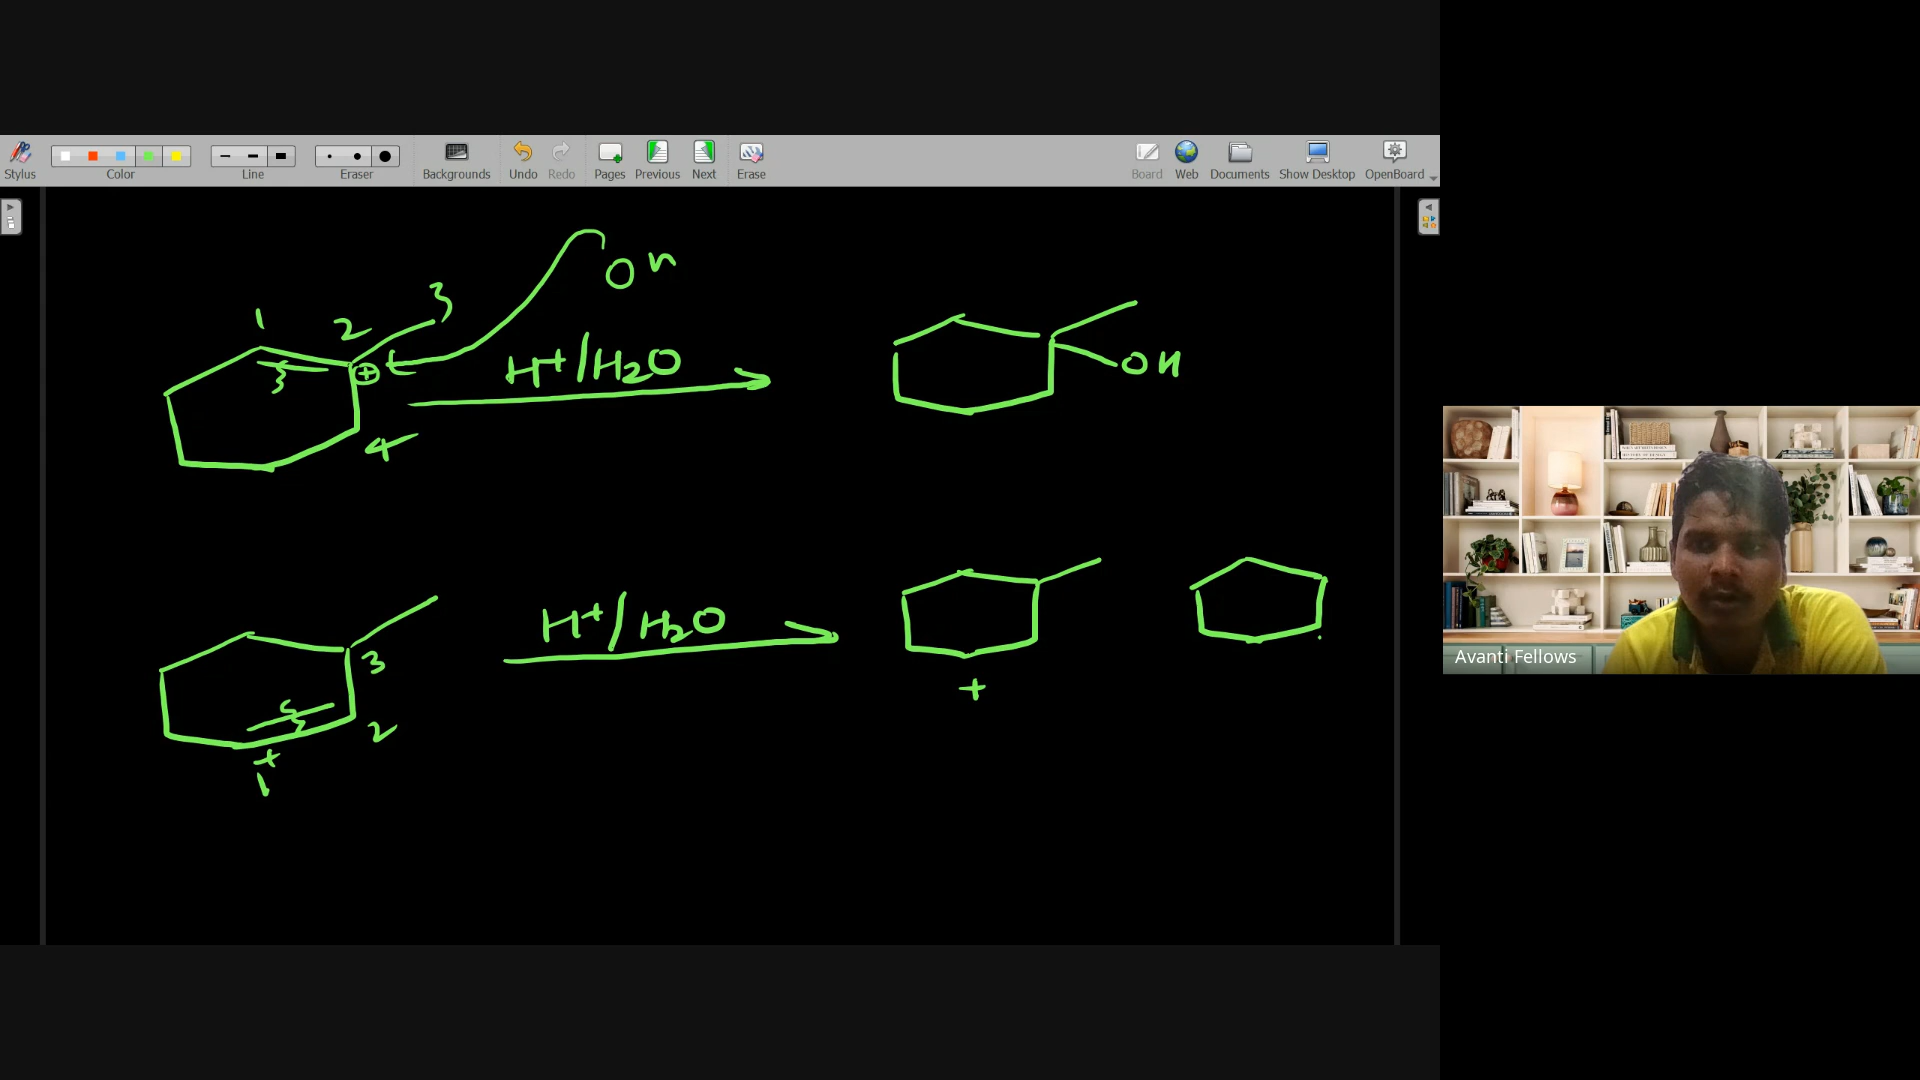 Stylus
Color
Line
Eraser
Backgrounds
Undo
Redo
Pages
Previous
Next
Erase
Board
Web
Documents
Show Desktop
OpenBoard
OH
1
2
3
⊕
H+/H2O
4
OH
3
2
+
1
H+/H2O
+
Avanti Fellows